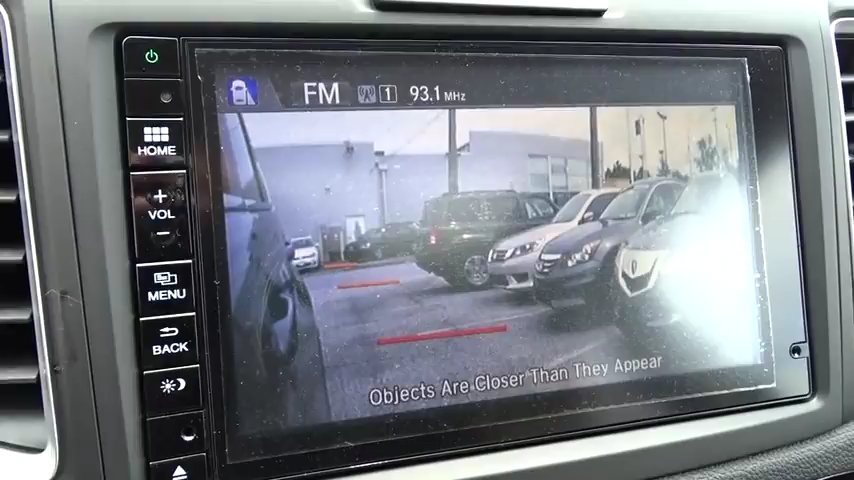 FM 1 93.1 MHz
HOME
+
VOL
−
MENU
BACK
Objects Are Closer Than They Appear